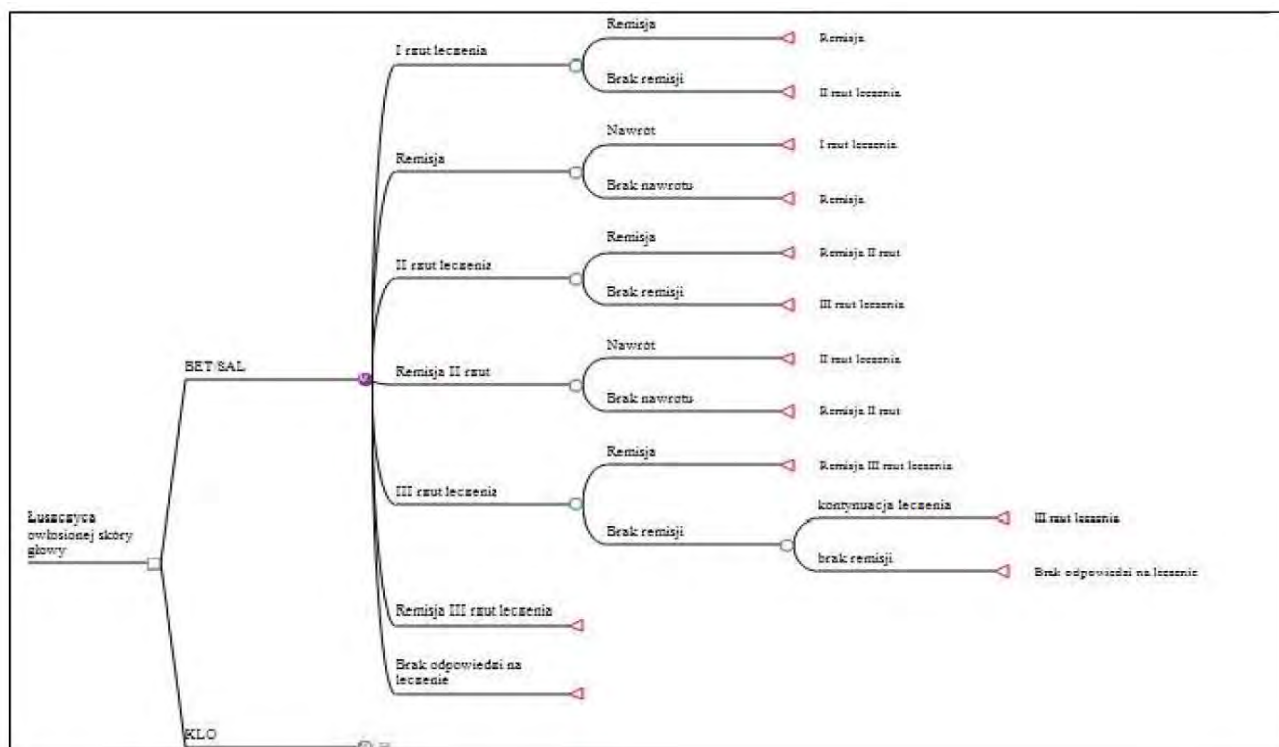 Remisja
Remisja
I rzut leczenia
Brak remisji
II rzut leczenia
Nawrót
I rzut leczenia
Remisja
Brak nawrotu
Remisja
Remisja
Remisja II rzut
II rzut leczenia
Brak remisji
III rzut leczenia
Nawrót
II rzut leczenia
BET/SAL
Remisja II rzut
Brak nawrotu
Remisja II rzut
Remisja
Remisja III rzut leczenia
III rzut leczenia
kontynuacja leczenia
III rzut leczenia
Brak remisji
Łuszczyca
owłosionej skóry
głowy
brak remisji
Brak odpowiedzi na leczenie
Remisja III rzut leczenia
Brak odpowiedzi na
leczenie
KLO